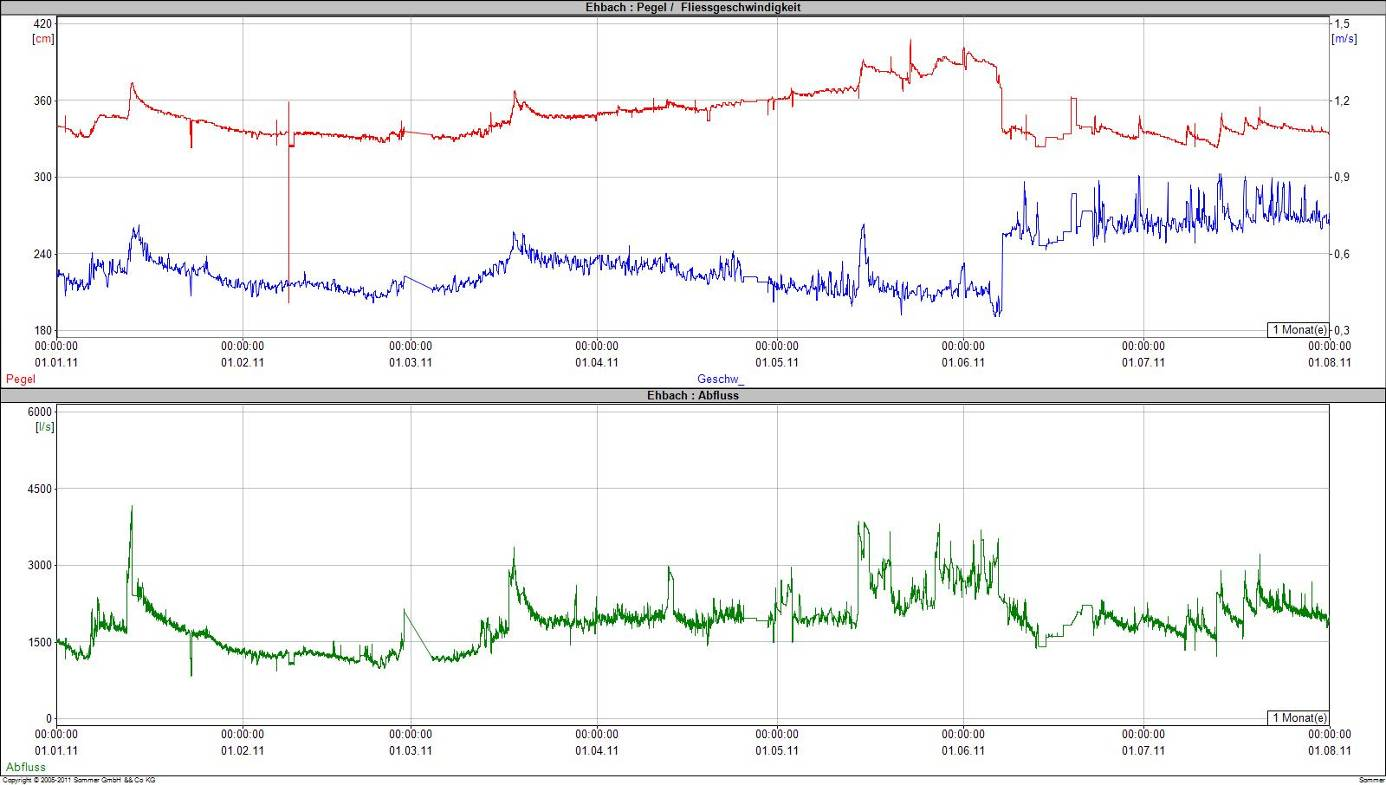 Ehbach : Pegel / Fliessgeschwindigkeit
420 1,5
[cm] [m/s]
360 1,2
300 0,9
240 0,6
180 1 Monat(e) 0,3
00:00:00 00:00:00 00:00:00 00:00:00 00:00:00 00:00:00 00:00:00 00:00:00
01.01.11 01.02.11 01.03.11 01.04.11 01.05.11 01.06.11 01.07.11 01.08.11
Pegel Geschw_
Ehbach : Abfluss
6000
[l/s]
4500
3000
1500
0 1 Monat(e)
00:00:00 00:00:00 00:00:00 00:00:00 00:00:00 00:00:00 00:00:00 00:00:00
01.01.11 01.02.11 01.03.11 01.04.11 01.05.11 01.06.11 01.07.11 01.08.11
Abfluss
Copyright © 2005-2011 Sommer GmbH && Co KG Sommer